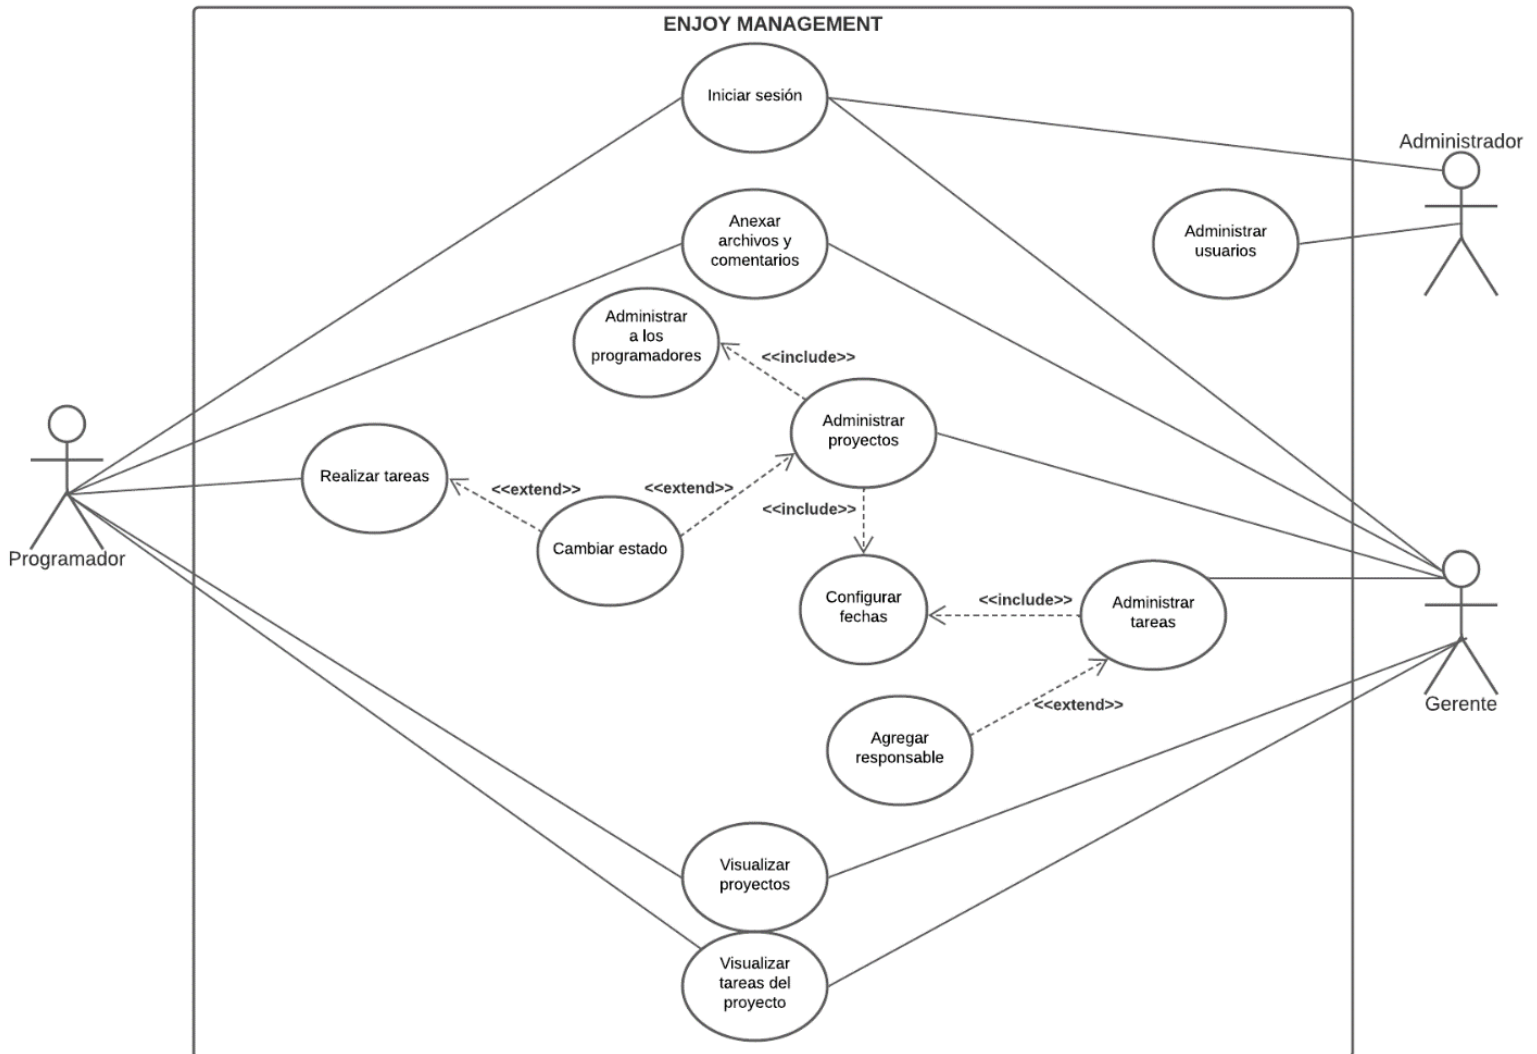 ENJOY MANAGEMENT
Iniciar sesión
Administrador
Anexar
archivos y
comentarios
Administrar
usuarios
Administrar
a los
programadores
<<include>>
Administrar
proyectos
Realizar tareas
<<extend>>
<<extend>>
<<include>>
Cambiar estado
Programador
Configurar
fechas
<<include>>
Administrar
tareas
<<extend>>
Gerente
Agregar
responsable
Visualizar
proyectos
Visualizar
tareas del
proyecto